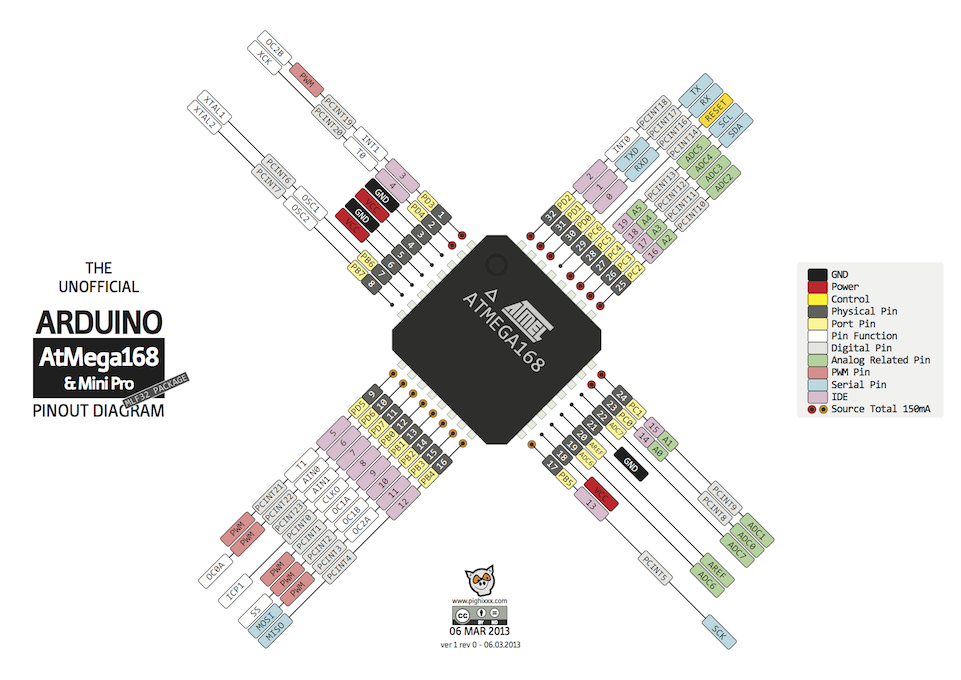 THE
UNOFFICIAL
ARDUINO
AtMega168
& Mini Pro
MLF32 PACKAGE
PINOUT DIAGRAM
OC2B
XCK
PWM
PCINT19
PCINT20
INT1
T0
3
4
PD3
PD4
1
2
GND
VCC
GND
VCC
3
4
5
6
XTAL1
XTAL2
PCINT6
PCINT7
OSC1
OSC2
PB6
PB7
7
8
TX
RX
RESET
SCL
SDA
PCINT18
PCINT17
PCINT16
PCINT14
INT0
TXD
RXD
ADC5
ADC4
ADC3
ADC2
PCINT13
PCINT12
PCINT11
PCINT10
2
1
0
19
18
17
16
A5
A4
A3
A2
PD2
PD1
PD0
PC6
PC5
PC4
PC3
PC2
32
31
30
29
28
27
26
25
ATMEL
ATMEGA168
9
10
11
12
13
14
15
16
PD5
PD6
PD7
PB0
PB1
PB2
PB3
PB4
5
6
7
8
9
10
11
12
T1
AIN0
AIN1
CLKO
OC1A
OC1B
OC2A
PCINT21
PCINT22
PCINT23
PCINT0
PCINT1
PCINT2
PCINT3
PCINT4
PWM
PWM
PWM
PWM
PWM
OC0A
ICP1
SS
MOSI
MISO
24
23
22
21
20
19
18
17
PC1
PC0
ADC7
AREF
ADC6
PB5
15
14
A1
A0
GND
VCC
13
PCINT9
PCINT8
PCINT5
ADC1
ADC0
ADC7
AREF
ADC6
SCK
GND
Power
Control
Physical Pin
Port Pin
Pin Function
Digital Pin
Analog Related Pin
PWM Pin
Serial Pin
IDE
Source Total 150mA
www.pighixxx.com
cc BY ND
06 MAR 2013
ver 1 rev 0 - 06.03.2013